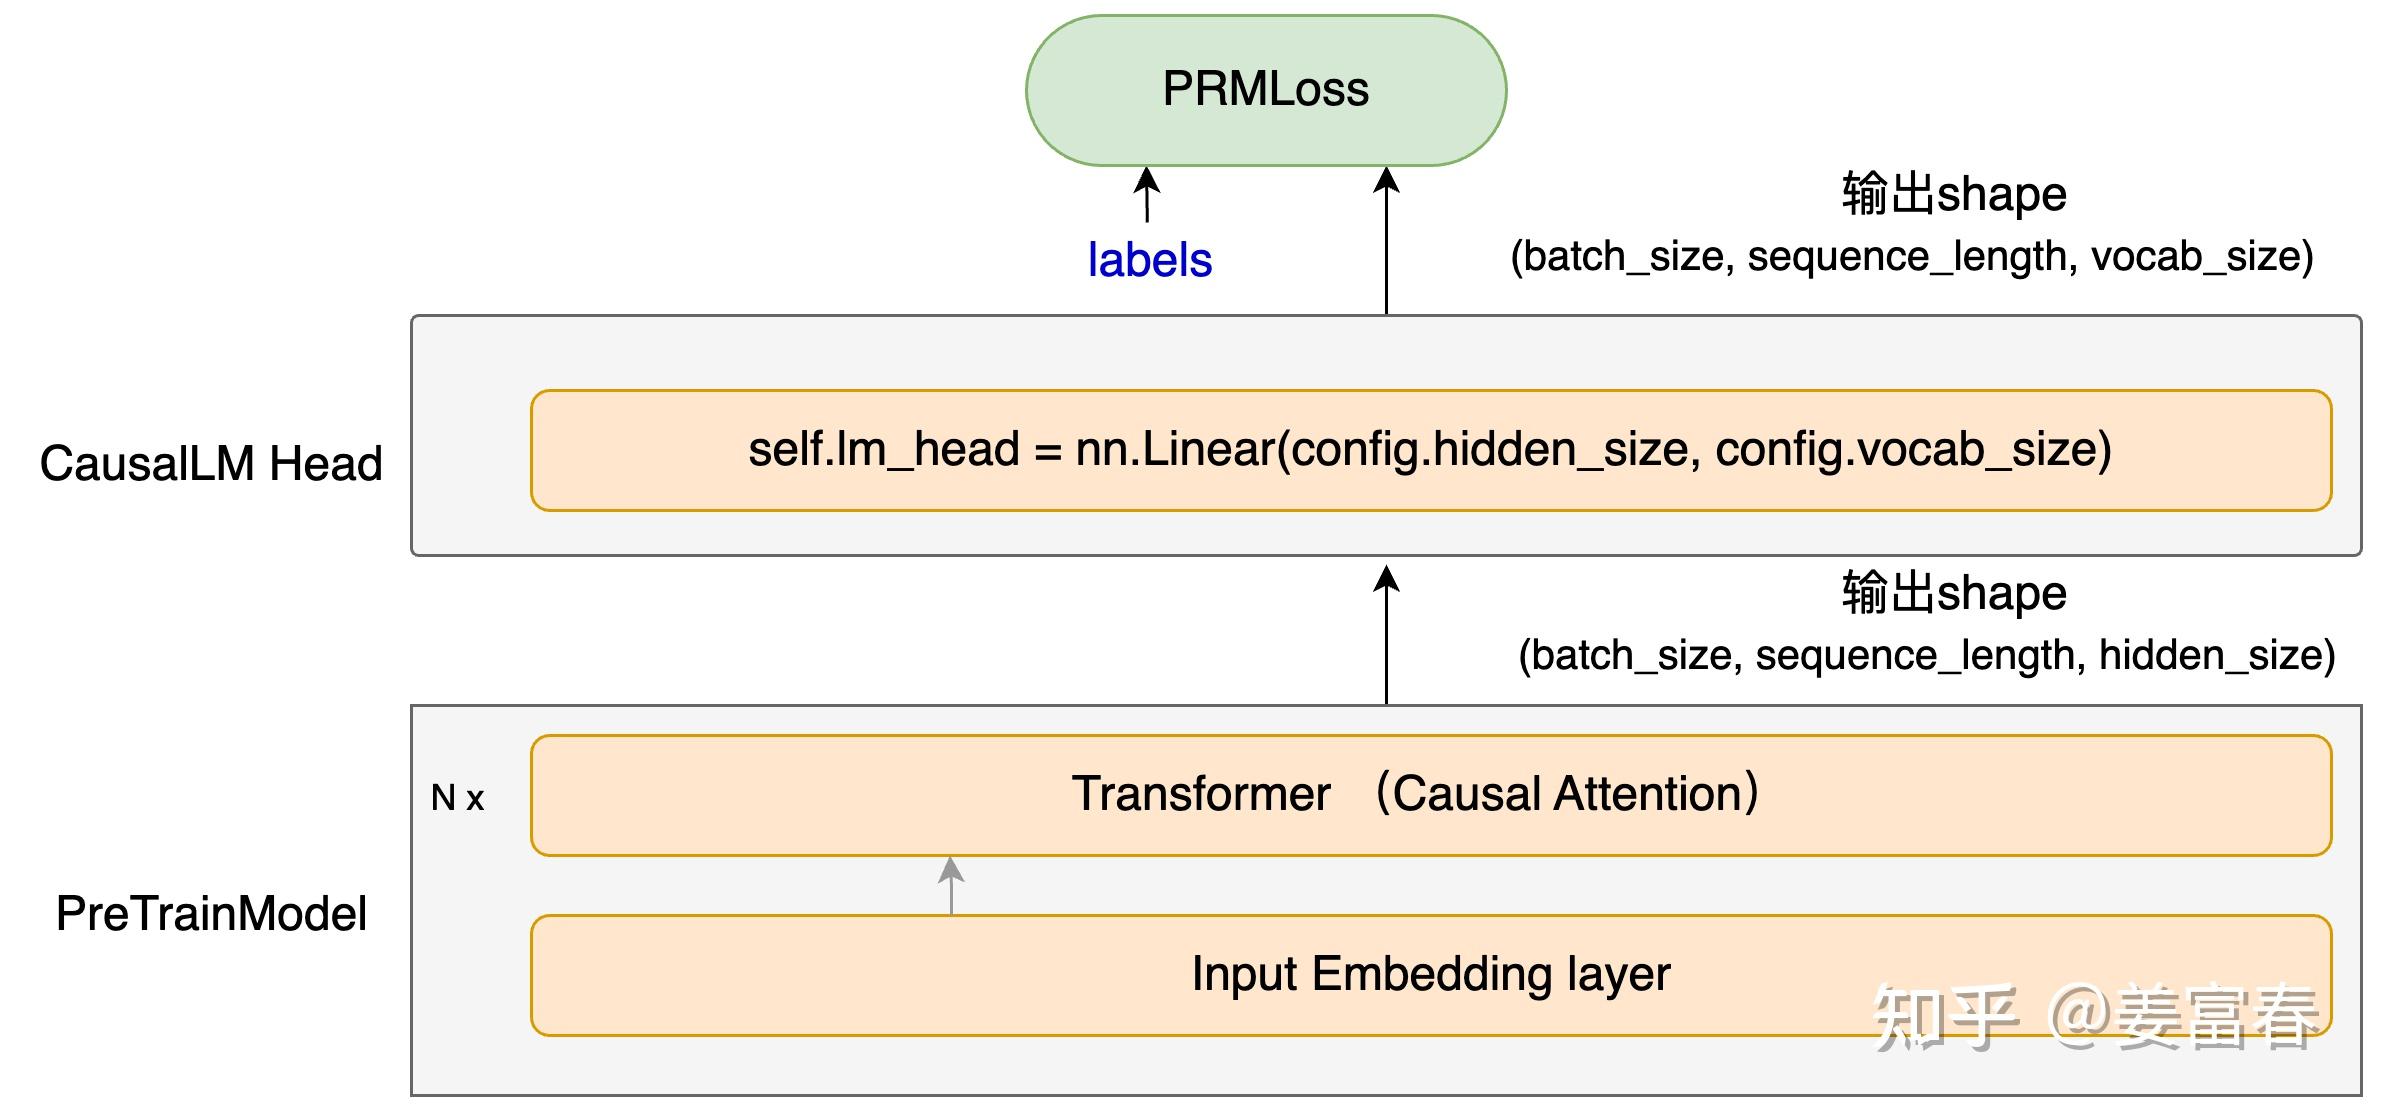 PRMLoss
输出shape
labels
(batch_size, sequence_length, vocab_size)
CausalLM Head
self.lm_head = nn.Linear(config.hidden_size, config.vocab_size)
输出shape
(batch_size, sequence_length, hidden_size)
N x
Transformer （Causal Attention）
PreTrainModel
Input Embedding layer
知乎 @姜富春